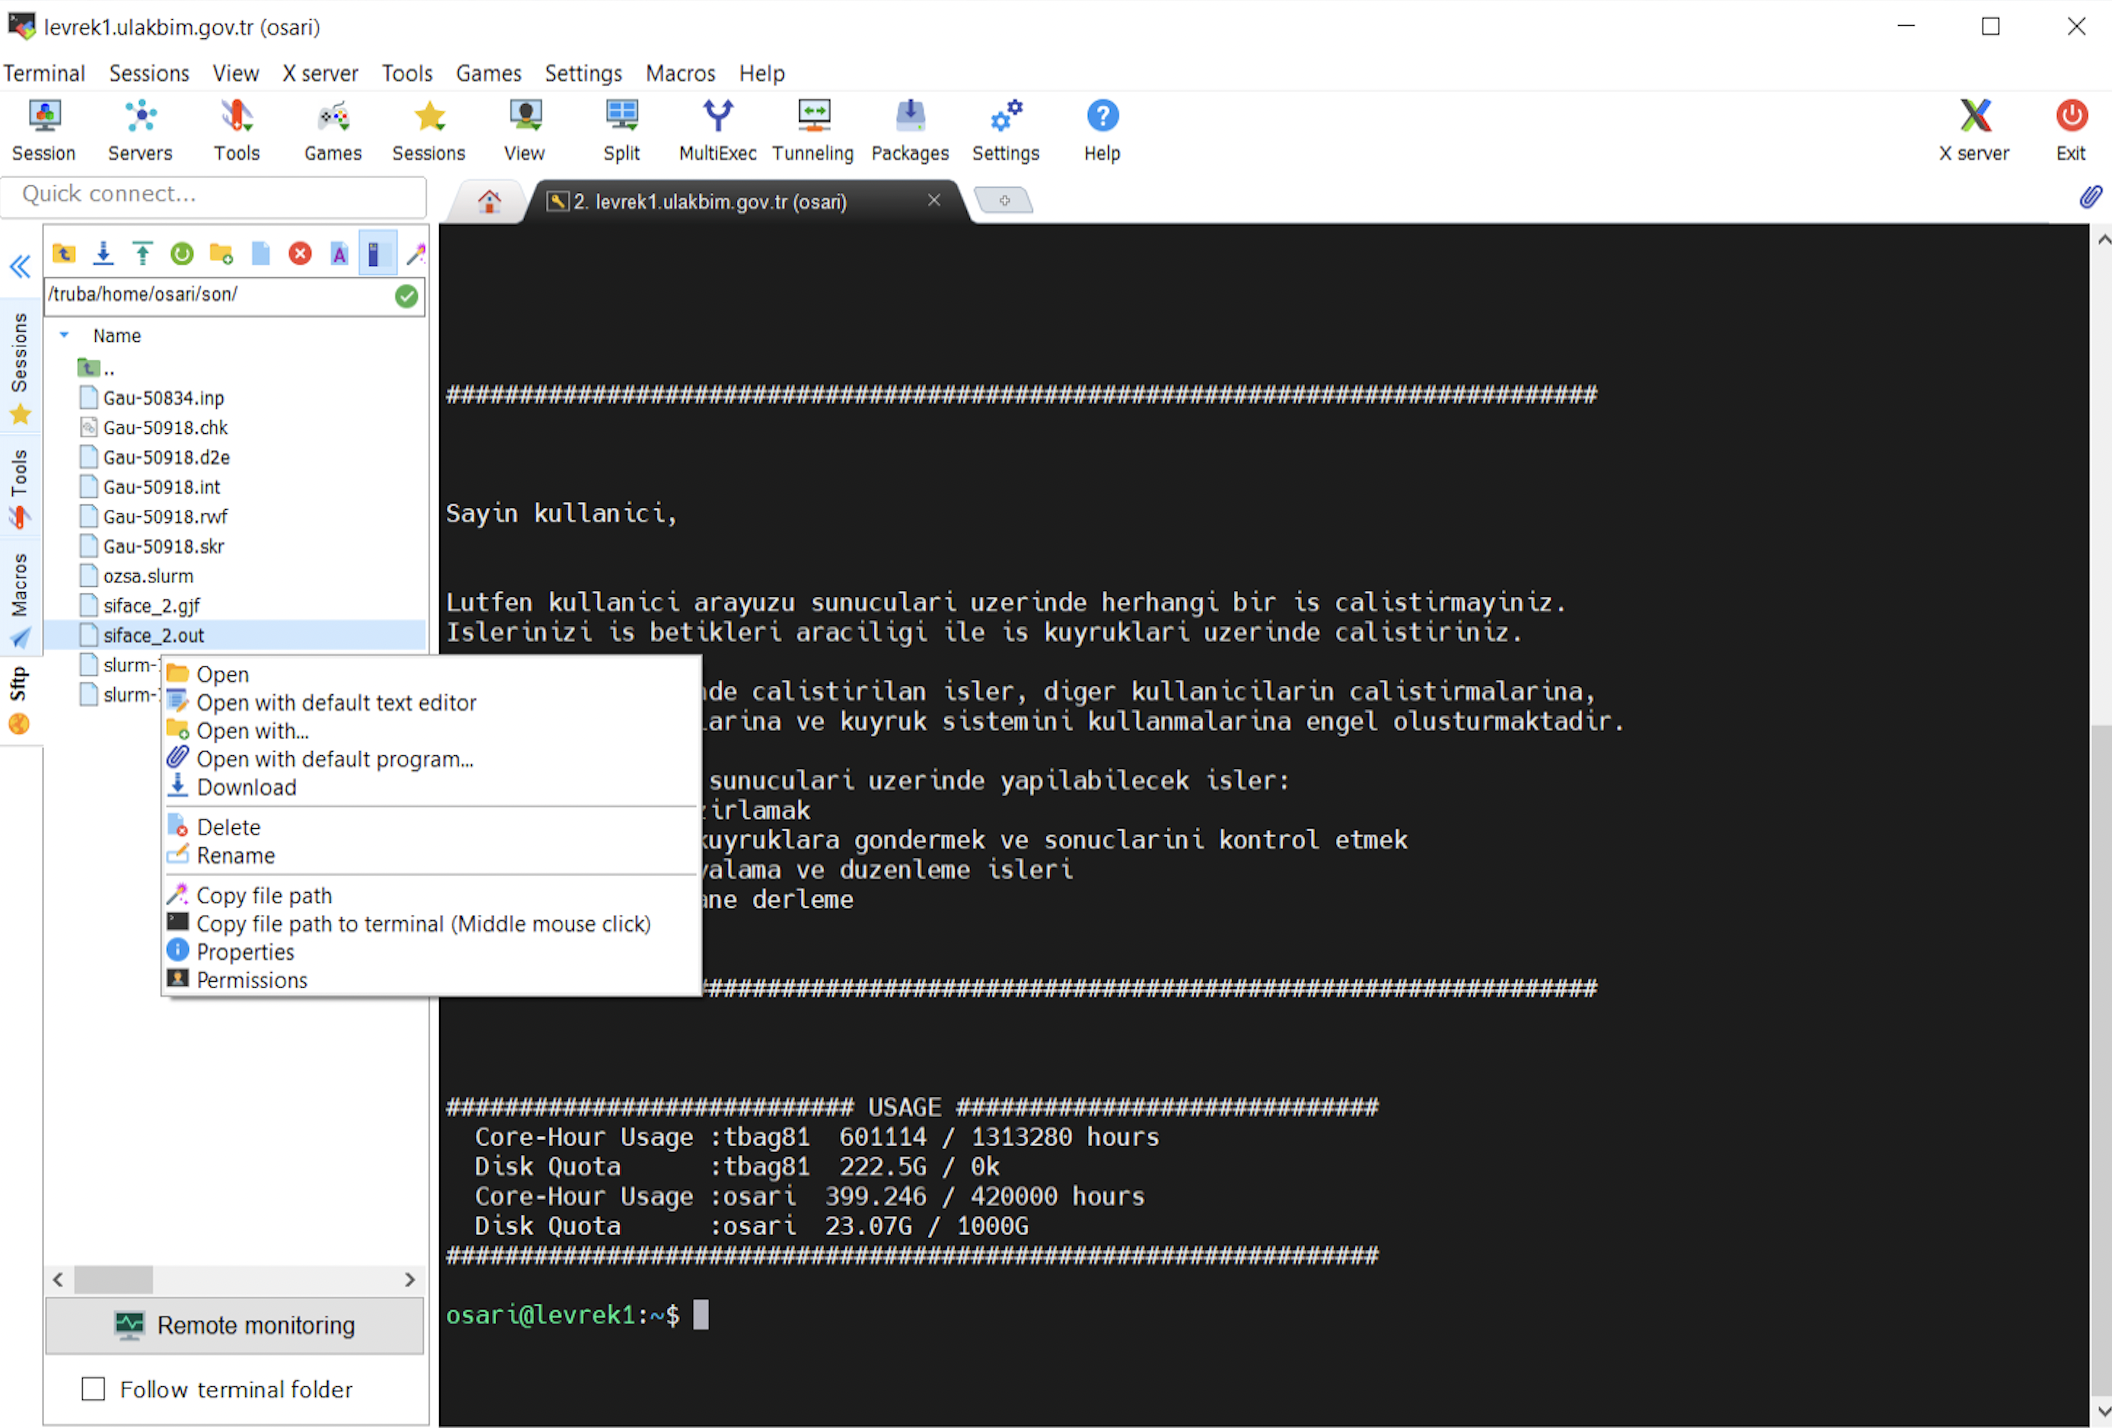 levrek1.ulakbim.gov.tr (osari)
Terminal Sessions View X server Tools Games Settings Macros Help
Session Servers Tools Games Sessions View Split MultiExec Tunneling Packages Settings Help X server Exit
Quick connect...
2. levrek1.ulakbim.gov.tr (osari)
/truba/home/osari/son/
Name
..
Gau-50834.inp
Gau-50918.chk
Gau-50918.d2e
Gau-50918.int
Gau-50918.rwf
Gau-50918.skr
ozsa.slurm
siface_2.gjf
siface_2.out
slurm-
slurm-
Sessions
Tools
Macros
Sftp
Open
Open with default text editor
Open with...
Open with default program...
Download
Delete
Rename
Copy file path
Copy file path to terminal (Middle mouse click)
Properties
Permissions
Remote monitoring
Follow terminal folder
###############################################################################
Sayin kullanici,
Lutfen kullanici arayuzu sunuculari uzerinde herhangi bir is calistirmayiniz.
Islerinizi is betikleri araciligi ile is kuyruklari uzerinde calistiriniz.
nde calistirilan isler, diger kullanicilarin calistirmalarina,
larina ve kuyruk sistemini kullanmalarina engel olusturmaktadir.
sunuculari uzerinde yapilabilecek isler:
zirlamak
kuyruklara gondermek ve sonuclarini kontrol etmek
yalama ve duzenleme isleri
ane derleme
#############################################################
############################ USAGE #############################
Core-Hour Usage :tbag81 601114 / 1313280 hours
Disk Quota :tbag81 222.5G / 0k
Core-Hour Usage :osari 399.246 / 420000 hours
Disk Quota :osari 23.07G / 1000G
################################################################
osari@levrek1:~$